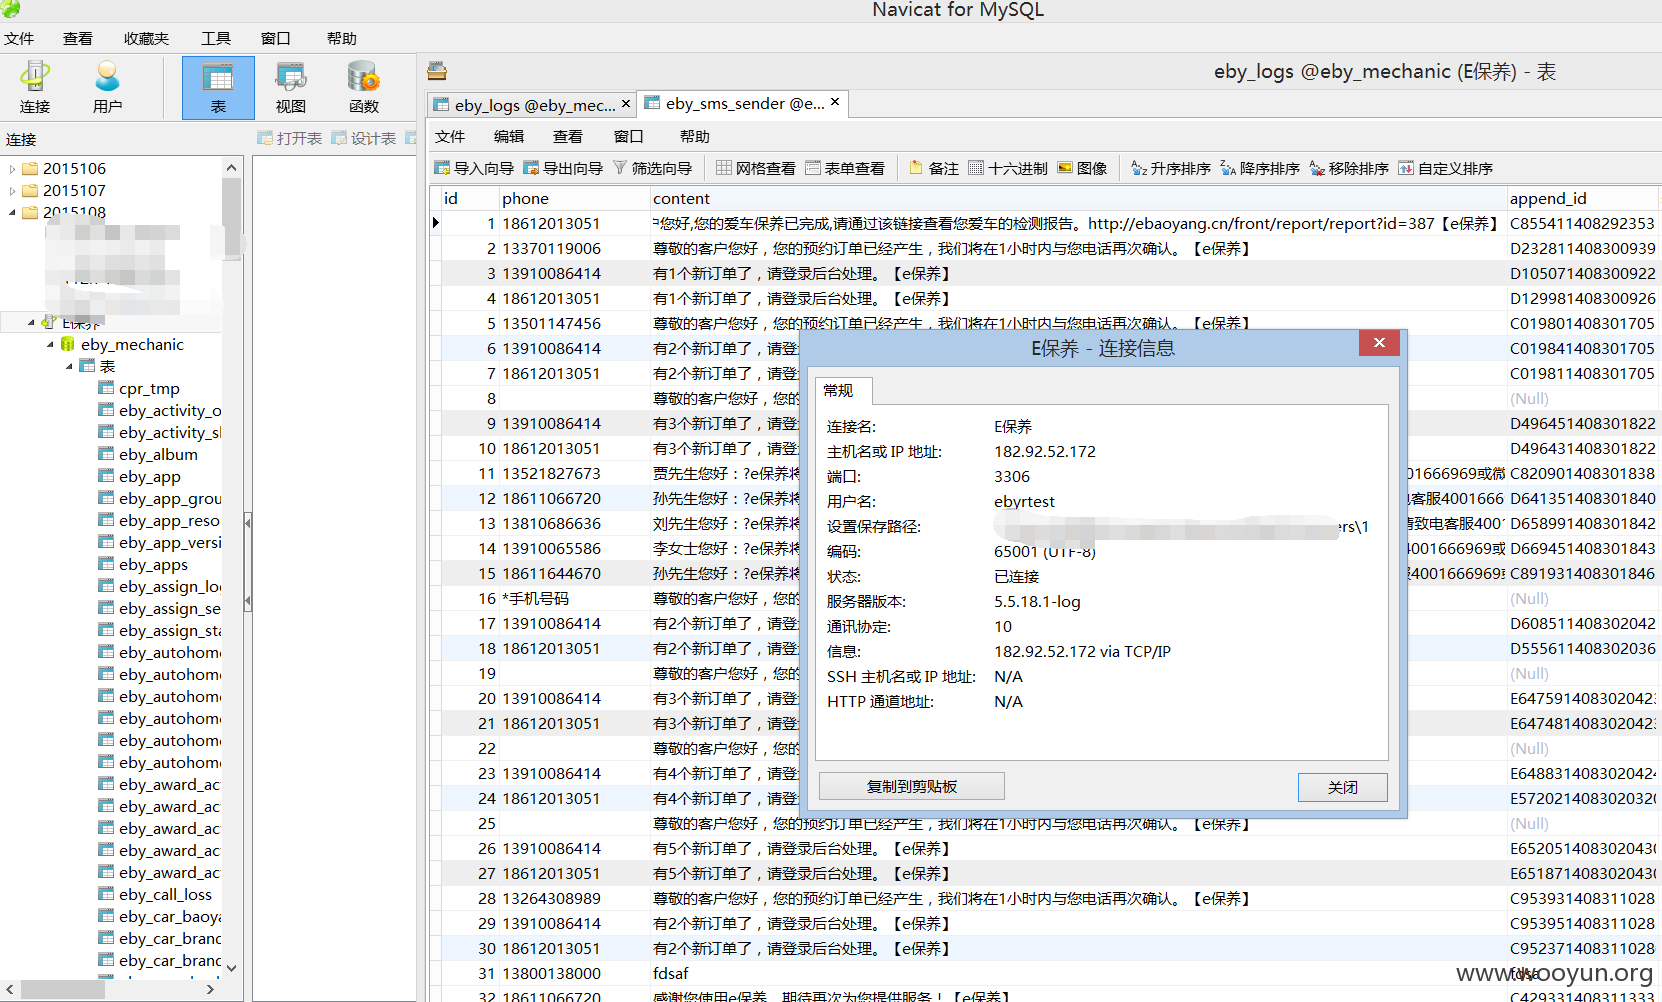 Navicat for MySQL
文件 查看 收藏夹 工具 窗口 帮助
连接 用户 表 视图 函数
eby_logs @eby_mechanic (E保养) - 表
eby_logs @eby_mec... eby_sms_sender @e...
连接 打开表 设计表
文件 编辑 查看 窗口 帮助
导入向导 导出向导 筛选向导 网格查看 表单查看 备注 十六进制 图像 升序排序 降序排序 移除排序 自定义排序
2015106
2015107
2015108
E保养
eby_mechanic
表
cpr_tmp
eby_activity_o
eby_activity_sl
eby_album
eby_app
eby_app_grou
eby_app_reso
eby_app_versi
eby_apps
eby_assign_lo
eby_assign_se
eby_assign_sta
eby_autohom
eby_autohom
eby_autohom
eby_autohom
eby_autohom
eby_autohom
eby_award_ac
eby_award_ac
eby_award_ac
eby_award_ac
eby_award_ac
eby_call_loss
eby_car_baoya
eby_car_branc
eby_car_branc
id phone content append_id
1 18612013051 您好,您的爱车保养已完成,请通过该链接查看您爱车的检测报告。http://ebaoyang.cn/front/report/report?id=387【e保养】 C855411408292353
2 13370119006 尊敬的客户您好，您的预约订单已经产生，我们将在1小时内与您电话再次确认。【e保养】 D232811408300939
3 13910086414 有1个新订单了，请登录后台处理。【e保养】 D105071408300922
4 18612013051 有1个新订单了，请登录后台处理。【e保养】 D129981408300926
5 13501147456 尊敬的客户您好，您的预约订单已经产生，我们将在1小时内与您电话再次确认。【e保养】 C019801408301705
6 13910086414 有2个新订单了，请登 C019841408301705
7 18612013051 有2个新订单了，请登 C019811408301705
8 尊敬的客户您好，您的 (Null)
9 13910086414 有3个新订单了，请登 D496451408301822
10 18612013051 有3个新订单了，请登 D496431408301822
11 13521827673 贾先生您好：?e保养将 001666969或微 C820901408301838
12 18611066720 孙先生您好：?e保养将 电客服4001666 D641351408301840
13 13810686636 刘先生您好：?e保养将 请致电客服4001 D658991408301842
14 13910065586 李女士您好：?e保养将 4001666969或 D669451408301843
15 18611644670 孙先生您好：?e保养将 服4001666969或 C891931408301846
16 *手机号码 尊敬的客户您好，您的 (Null)
17 13910086414 有2个新订单了，请登 D608511408302042
18 18612013051 有2个新订单了，请登 D555611408302036
19 尊敬的客户您好，您的 (Null)
20 13910086414 有3个新订单了，请登 E647591408302042
21 18612013051 有3个新订单了，请登 E647481408302042
22 尊敬的客户您好，您的 (Null)
23 13910086414 有4个新订单了，请登 E648831408302042
24 18612013051 有4个新订单了，请登 E572021408302032
25 尊敬的客户您好，您的预约订单已经产生，我们将在1小时内与您电话再次确认。【e保养】 (Null)
26 13910086414 有5个新订单了，请登录后台处理。【e保养】 E652051408302043
27 18612013051 有5个新订单了，请登录后台处理。【e保养】 E651871408302043
28 13264308989 尊敬的客户您好，您的预约订单已经产生，我们将在1小时内与您电话再次确认。【e保养】 C953931408311028
29 13910086414 有2个新订单了，请登录后台处理。【e保养】 C953951408311028
30 18612013051 有2个新订单了，请登录后台处理。【e保养】 C952371408311028
31 13800138000 fdsaf fdsa
32 18611066720 感谢您使用e保养，期待再次为您提供服务！【e保养】 C429331408311333
E保养 - 连接信息
常规
连接名: E保养
主机名或 IP 地址: 182.92.52.172
端口: 3306
用户名: ebyrtest
设置保存路径: ers\1
编码: 65001 (UTF-8)
状态: 已连接
服务器版本: 5.5.18.1-log
通讯协定: 10
信息: 182.92.52.172 via TCP/IP
SSH 主机名或 IP 地址: N/A
HTTP 通道地址: N/A
复制到剪贴板 关闭
www.wooyun.org